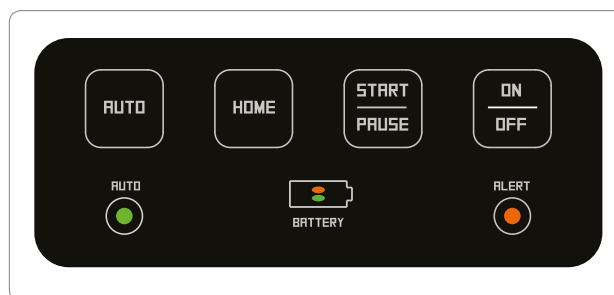 AUTO
HOME
START
PAUSE
ON
OFF
AUTO
BATTERY
ALERT